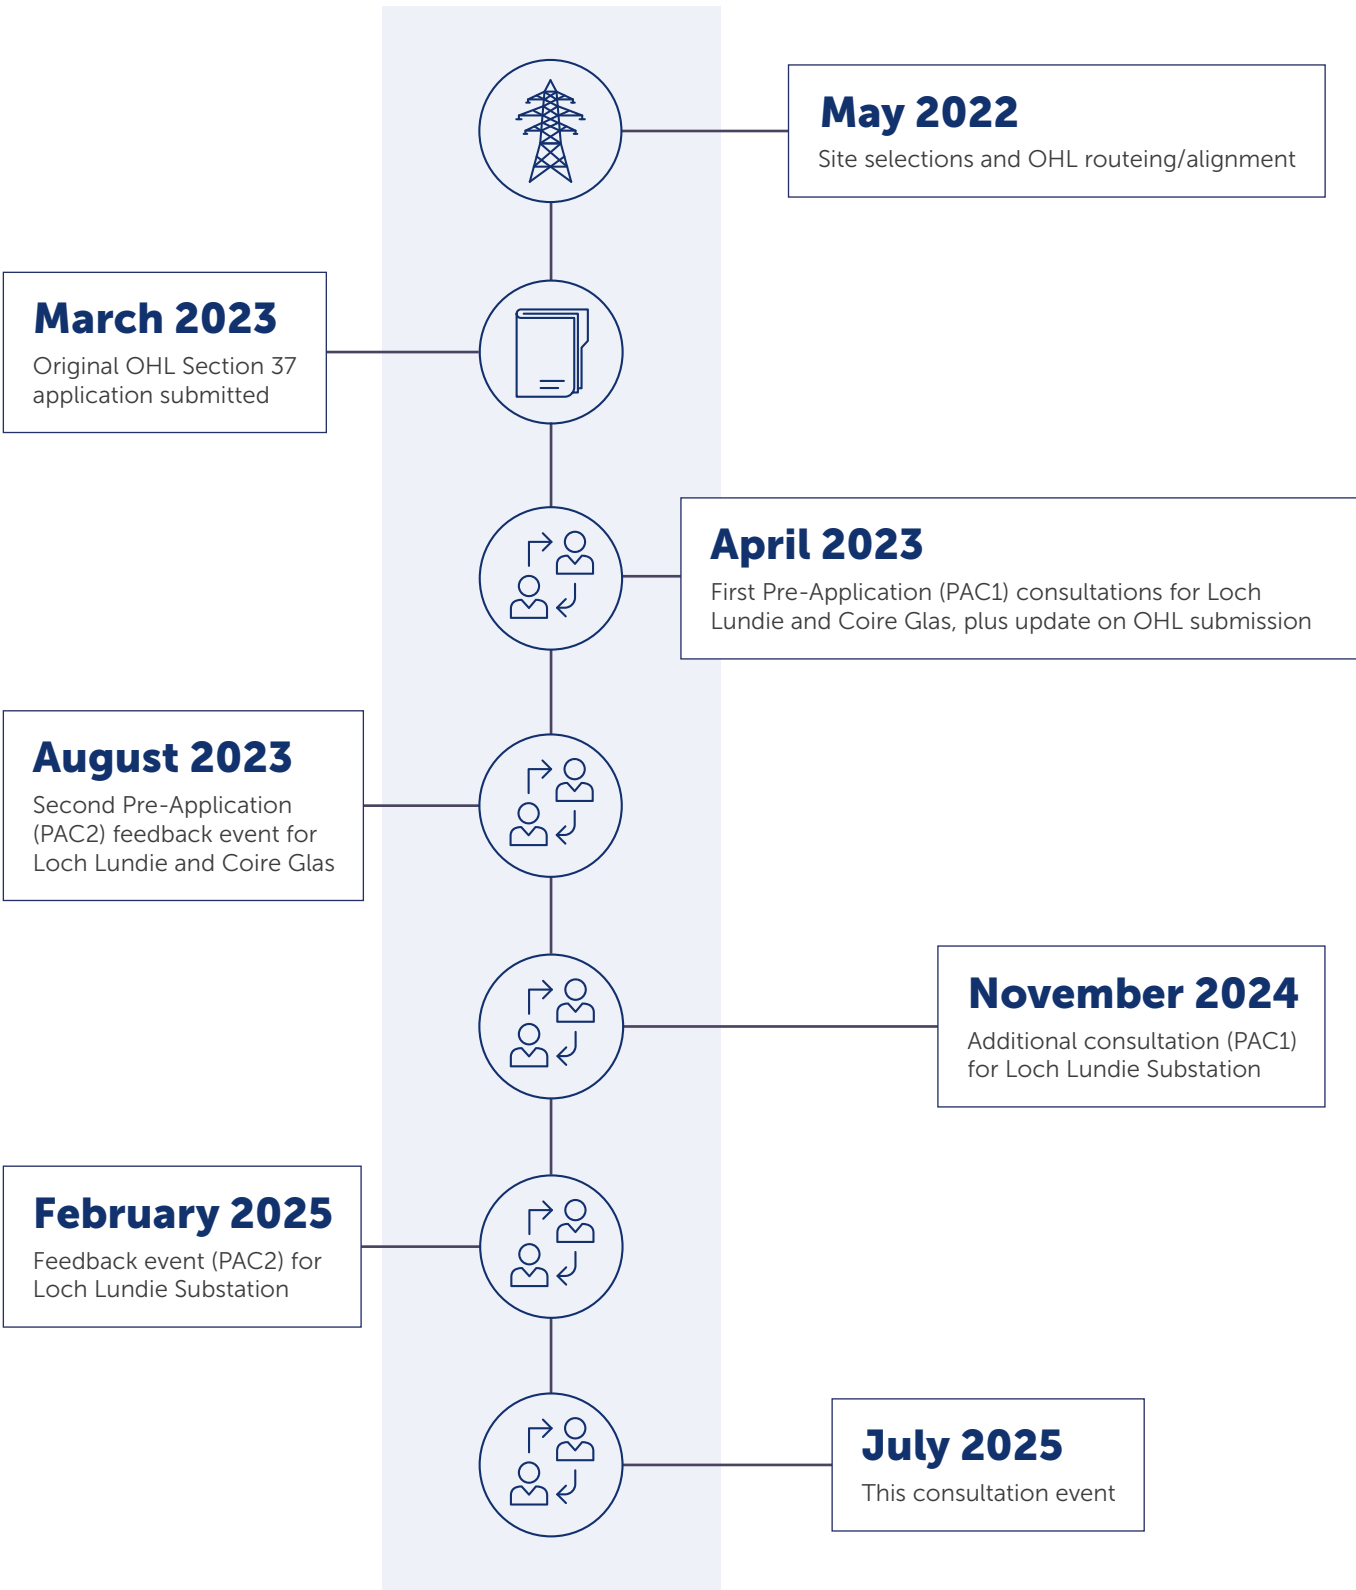 May 2022
Site selections and OHL routeing/alignment
March 2023
Original OHL Section 37
application submitted
April 2023
First Pre-Application (PAC1) consultations for Loch
Lundie and Coire Glas, plus update on OHL submission
August 2023
Second Pre-Application
(PAC2) feedback event for
Loch Lundie and Coire Glas
November 2024
Additional consultation (PAC1)
for Loch Lundie Substation
February 2025
Feedback event (PAC2) for
Loch Lundie Substation
July 2025
This consultation event